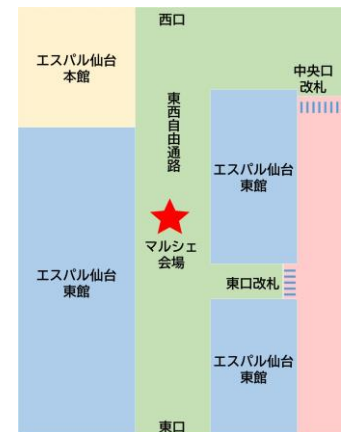 西口
エスパル仙台
本館
中央口
改札
東西自由通路
エスパル仙台
東館
マルシェ
会場
エスパル仙台
東館
東口改札
エスパル仙台
東館
東口